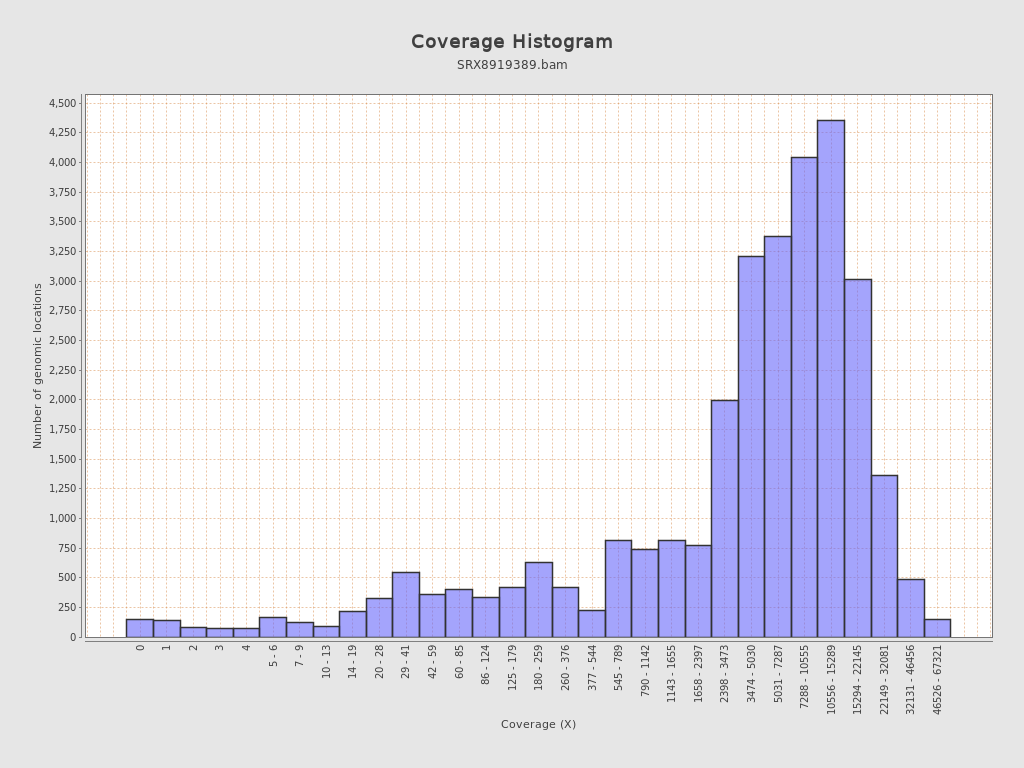 Coverage Histogram
SRX8919389.bam
4,500
4,250
4,000
3,750
3,500
3,250
3,000
2,750
2,500
2,250
2,000
1,750
1,500
1,250
1,000
750
500
250
0
Number of genomic locations
0
1
2
3
4
5 - 6
7 - 9
10 - 13
14 - 19
20 - 28
29 - 41
42 - 59
60 - 85
86 - 124
125 - 179
180 - 259
260 - 376
377 - 544
545 - 789
790 - 1142
1143 - 1655
1658 - 2397
2398 - 3473
3474 - 5030
5031 - 7287
7288 - 10555
10556 - 15289
15294 - 22145
22149 - 32081
32131 - 46456
46526 - 67321
Coverage (X)